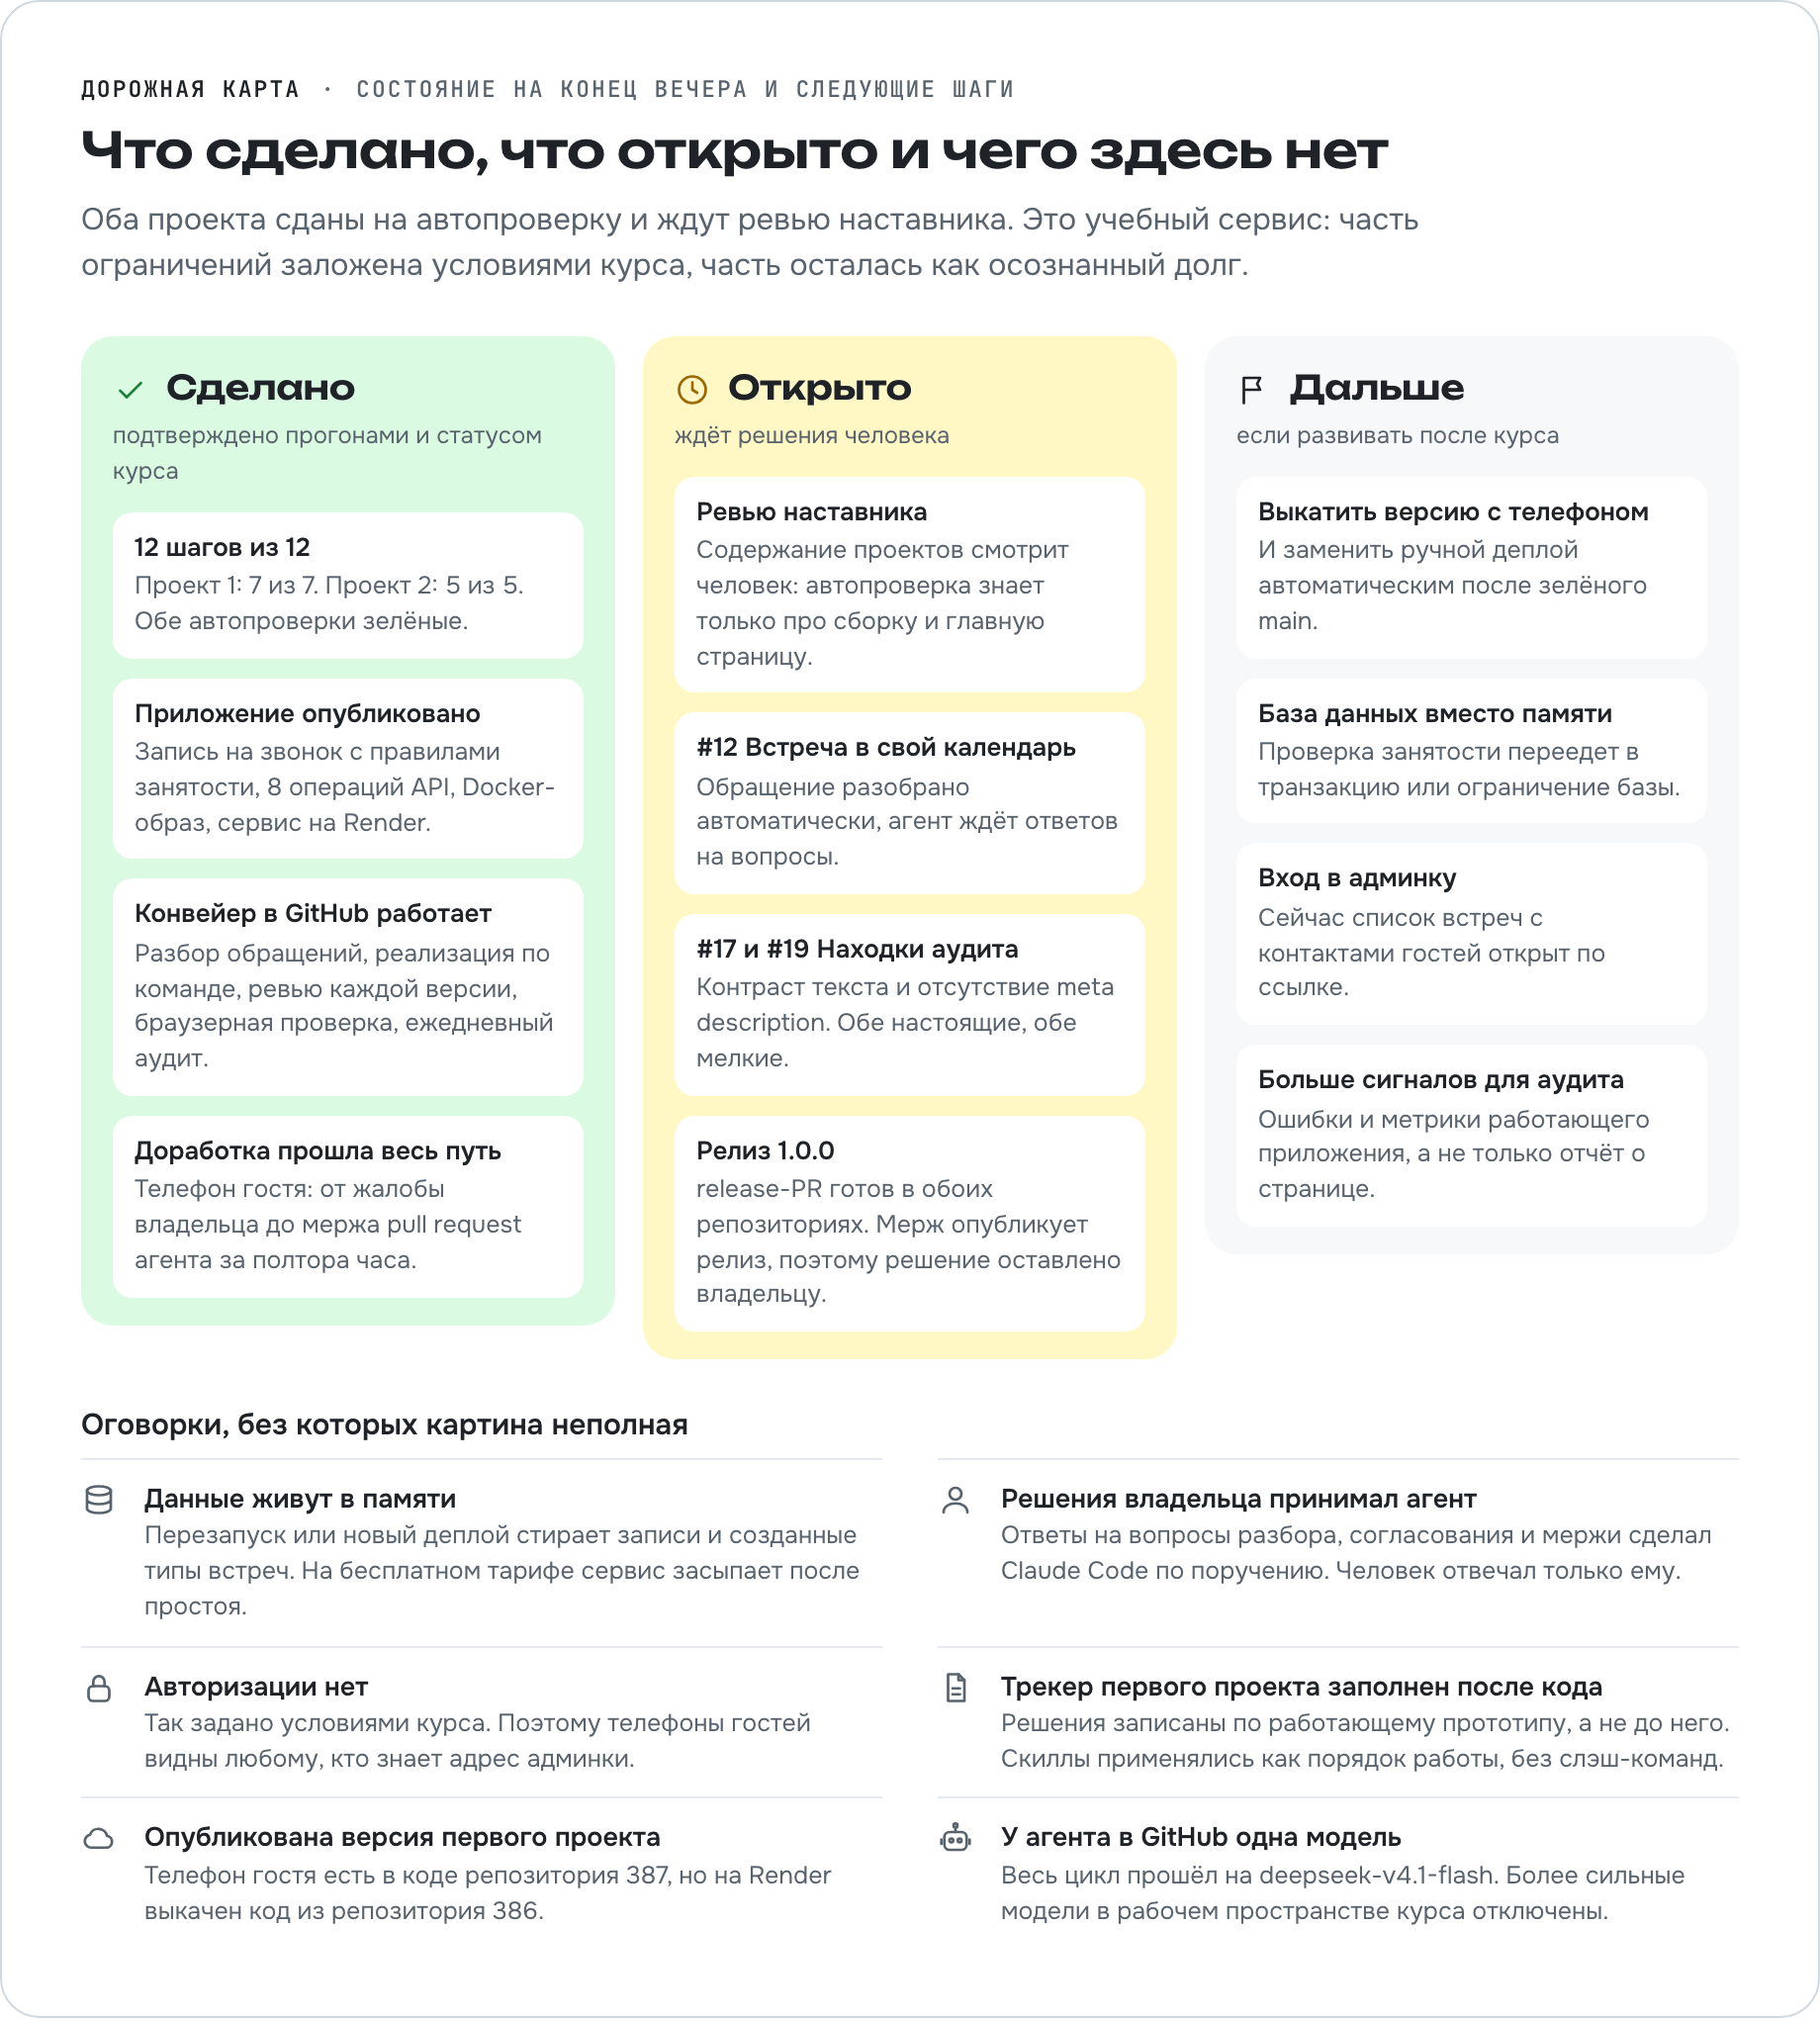 ДОРОЖНАЯ КАРТА · СОСТОЯНИЕ НА КОНЕЦ ВЕЧЕРА И СЛЕДУЮЩИЕ ШАГИ
Что сделано, что открыто и чего здесь нет
Оба проекта сданы на автопроверку и ждут ревью наставника. Это учебный сервис: часть
ограничений заложена условиями курса, часть осталась как осознанный долг.
Сделано
подтверждено прогонами и статусом
курса
12 шагов из 12
Проект 1: 7 из 7. Проект 2: 5 из 5.
Обе автопроверки зелёные.
Приложение опубликовано
Запись на звонок с правилами
занятости, 8 операций API, Docker-
образ, сервис на Render.
Конвейер в GitHub работает
Разбор обращений, реализация по
команде, ревью каждой версии,
браузерная проверка, ежедневный
аудит.
Доработка прошла весь путь
Телефон гостя: от жалобы
владельца до мержа pull request
агента за полтора часа.
Открыто
ждёт решения человека
Ревью наставника
Содержание проектов смотрит
человек: автопроверка знает
только про сборку и главную
страницу.
#12 Встреча в свой календарь
Обращение разобрано
автоматически, агент ждёт ответов
на вопросы.
#17 и #19 Находки аудита
Контраст текста и отсутствие meta
description. Обе настоящие, обе
мелкие.
Релиз 1.0.0
release-PR готов в обоих
репозиториях. Мерж опубликует
релиз, поэтому решение оставлено
владельцу.
Дальше
если развивать после курса
Выкатить версию с телефоном
И заменить ручной деплой
автоматическим после зелёного
main.
База данных вместо памяти
Проверка занятости переедет в
транзакцию или ограничение базы.
Вход в админку
Сейчас список встреч с
контактами гостей открыт по
ссылке.
Больше сигналов для аудита
Ошибки и метрики работающего
приложения, а не только отчёт о
странице.
Оговорки, без которых картина неполная
Данные живут в памяти
Перезапуск или новый деплой стирает записи и созданные
типы встреч. На бесплатном тарифе сервис засыпает после
простоя.
Решения владельца принимал агент
Ответы на вопросы разбора, согласования и мержи сделал
Claude Code по поручению. Человек отвечал только ему.
Авторизации нет
Так задано условиями курса. Поэтому телефоны гостей
видны любому, кто знает адрес админки.
Трекер первого проекта заполнен после кода
Решения записаны по работающему прототипу, а не до него.
Скиллы применялись как порядок работы, без слэш-команд.
Опубликована версия первого проекта
Телефон гостя есть в коде репозитория 387, но на Render
выкачен код из репозитория 386.
У агента в GitHub одна модель
Весь цикл прошёл на deepseek-v4.1-flash. Более сильные
модели в рабочем пространстве курса отключены.